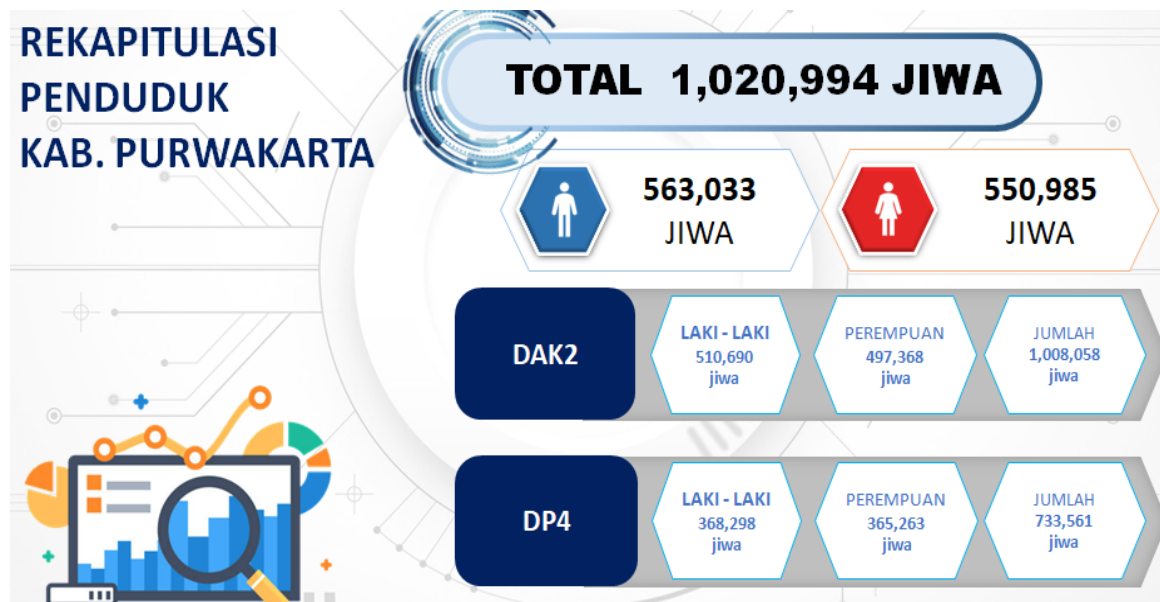 REKAPITULASI
PENDUDUK
KAB. PURWAKARTA
TOTAL 1,020,994 JIWA
563,033
JIWA
550,985
JIWA
DAK2
LAKI - LAKI
510,690
jiwa
PEREMPUAN
497,368
jiwa
JUMLAH
1,008,058
jiwa
DP4
LAKI - LAKI
368,298
jiwa
PEREMPUAN
365,263
jiwa
JUMLAH
733,561
jiwa